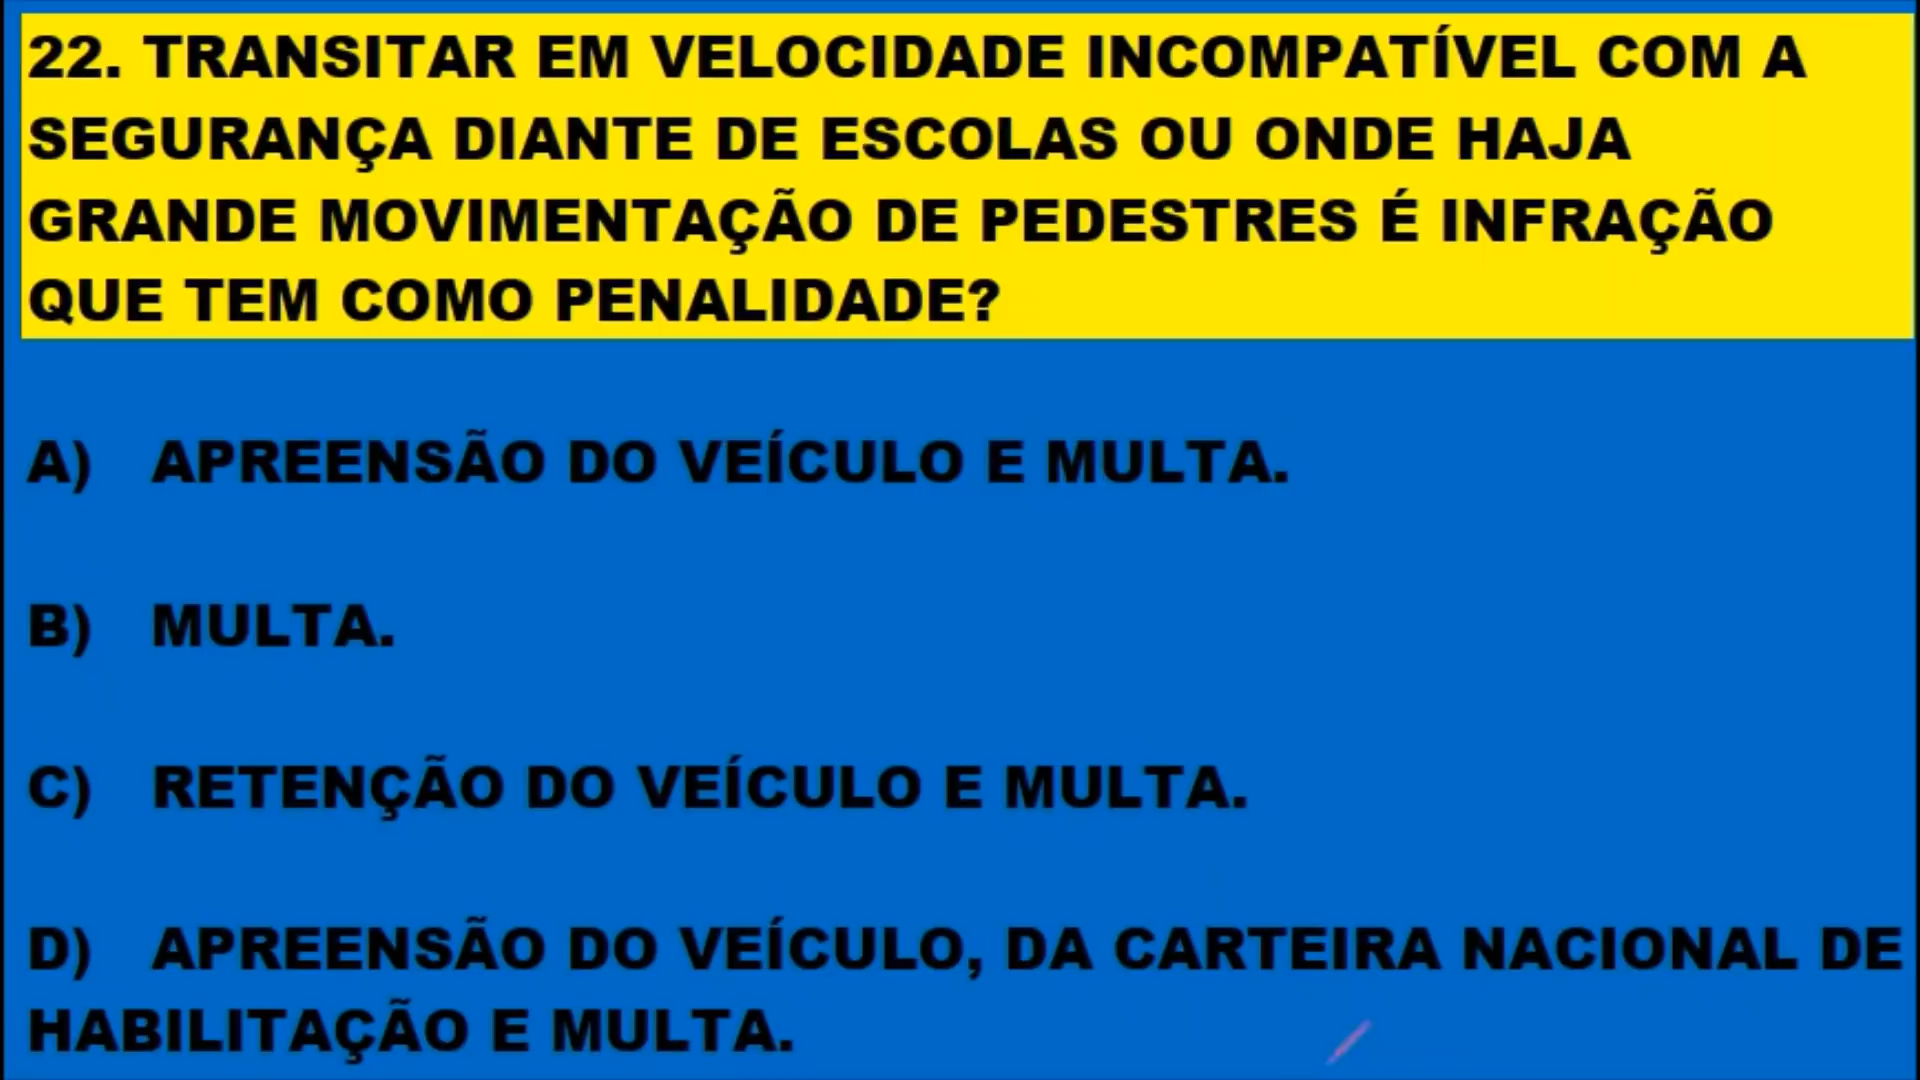 22. TRANSITAR EM VELOCIDADE INCOMPATÍVEL COM A
SEGURANÇA DIANTE DE ESCOLAS OU ONDE HAJA
GRANDE MOVIMENTAÇÃO DE PEDESTRES É INFRAÇÃO
QUE TEM COMO PENALIDADE?
A) APREENSÃO DO VEÍCULO E MULTA.
B) MULTA.
C) RETENÇÃO DO VEÍCULO E MULTA.
D) APREENSÃO DO VEÍCULO, DA CARTEIRA NACIONAL DE
HABILITAÇÃO E MULTA.